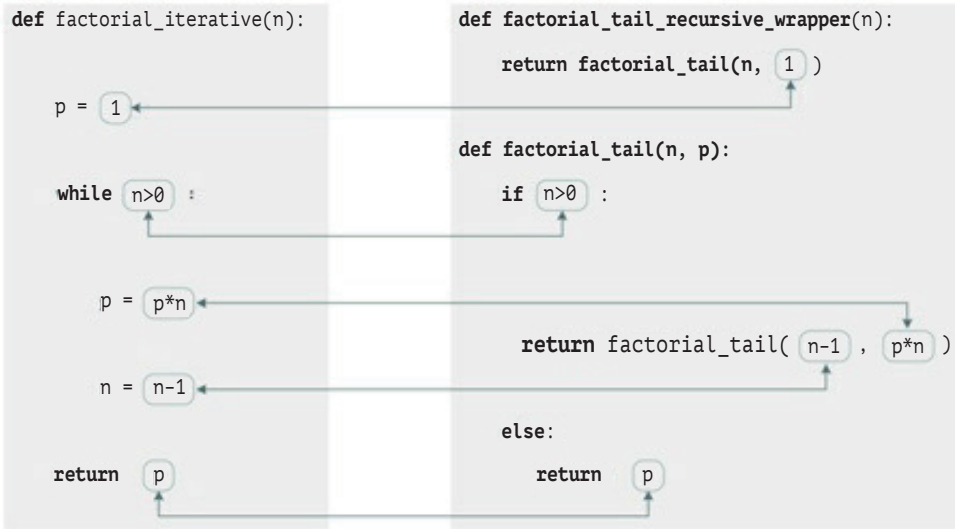 def factorial_iterative(n):
p = 1
while n>0 :
p = p*n
n = n-1
return p
def factorial_tail_recursive_wrapper(n):
return factorial_tail(n, 1 )
def factorial_tail(n, p):
if n>0 :
return factorial_tail( n-1 , p*n )
else:
return p